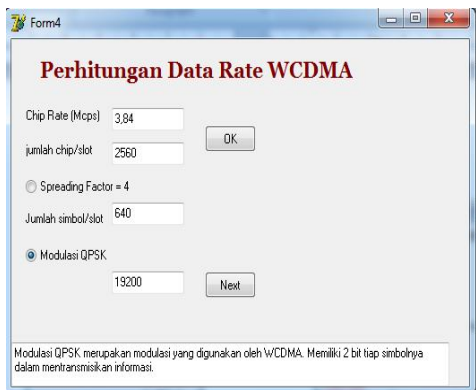 Form4
Perhitungan Data Rate WCDMA
Chip Rate (Mcps) 3,84
OK
jumlah chip/slot 2560
Spreading Factor = 4
Jumlah simbol/slot 640
Modulasi QPSK
19200 Next
Modulasi QPSK merupakan modulasi yang digunakan oleh WCDMA. Memiliki 2 bit tiap simbolnya
dalam mentransmisikan informasi.